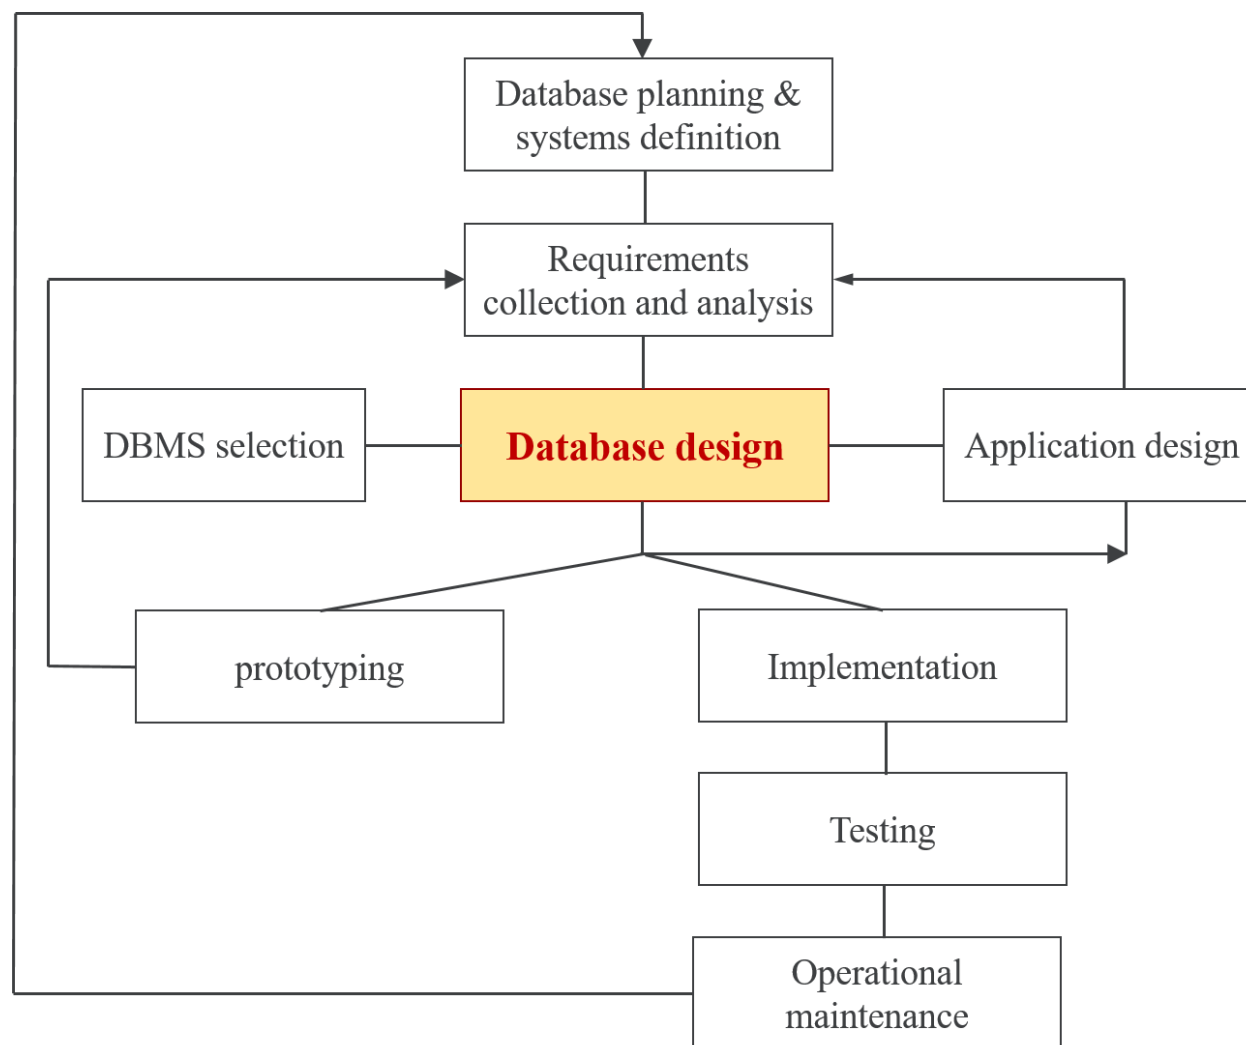 Database planning &
systems definition
Requirements
collection and analysis
DBMS selection
Database design
Application design
prototyping
Implementation
Testing
Operational
maintenance